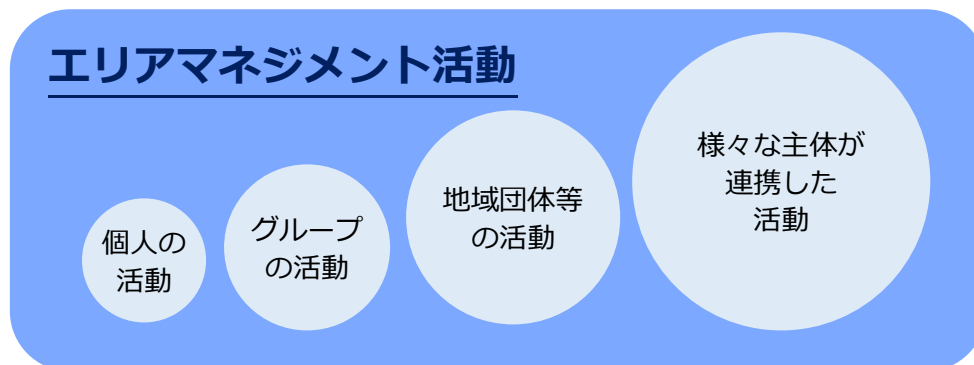 エリアマネジメント活動
個人の
活動
グループ
の活動
地域団体等
の活動
様々な主体が
連携した
活動